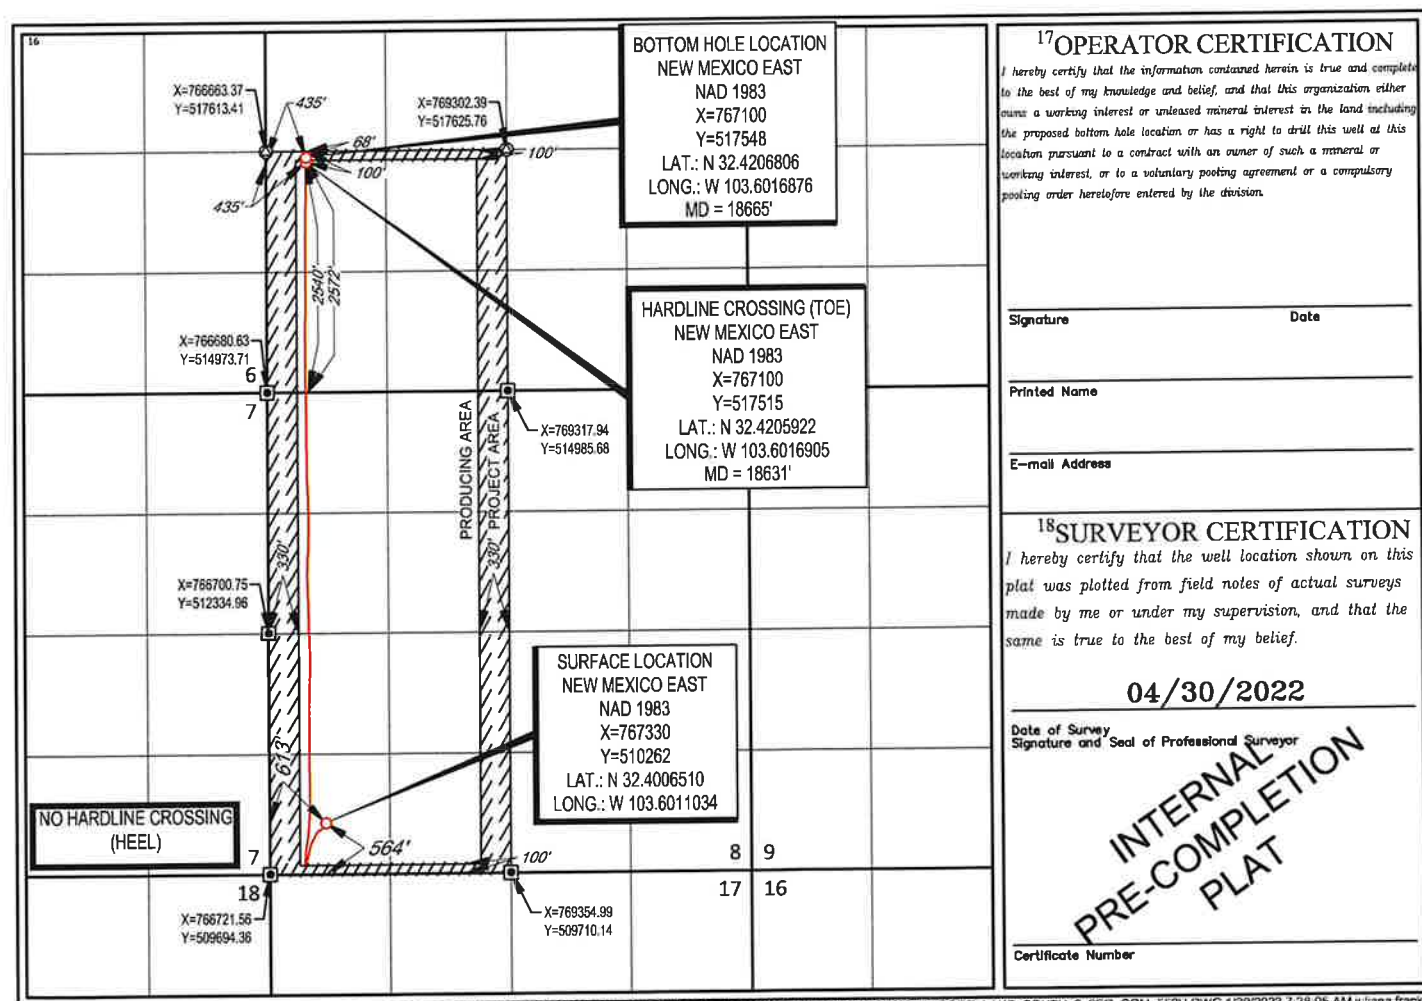 16
X=766663.37
Y=517613.41
435'
X=769302.39
Y=517625.76
68'
100'
100'
435'
2540'
2572'
BOTTOM HOLE LOCATION
NEW MEXICO EAST
NAD 1983
X=767100
Y=517548
LAT.: N 32.4206806
LONG.: W 103.6016876
MD = 18665'
HARDLINE CROSSING (TOE)
NEW MEXICO EAST
NAD 1983
X=767100
Y=517515
LAT.: N 32.4205922
LONG.: W 103.6016905
MD = 18631'
X=766680.63
Y=514973.71
6
7
X=769317.94
Y=514985.68
PRODUCING AREA
PROJECT AREA
330'
330'
X=766700.75
Y=512334.96
SURFACE LOCATION
NEW MEXICO EAST
NAD 1983
X=767330
Y=510262
LAT.: N 32.4006510
LONG.: W 103.6011034
613'
NO HARDLINE CROSSING
(HEEL)
564'
100'
7
18
8 9
17 16
X=766721.56
Y=509694.36
X=769354.99
Y=509710.14
17 OPERATOR CERTIFICATION
I hereby certify that the information contained herein is true and complete
to the best of my knowledge and belief, and that this organization either
owns a working interest or unleased mineral interest in the land including
the proposed bottom hole location or has a right to drill this well at this
location pursuant to a contract with an owner of such a mineral or
working interest, or to a voluntary pooling agreement or a compulsory
pooling order heretofore entered by the division.
Signature Date
Printed Name
E-mail Address
18 SURVEYOR CERTIFICATION
I hereby certify that the well location shown on this
plat was plotted from field notes of actual surveys
made by me or under my supervision, and that the
same is true to the best of my belief.
04/30/2022
Date of Survey
Signature and Seal of Professional Surveyor
INTERNAL
PRE-COMPLETION
PLAT
Certificate Number